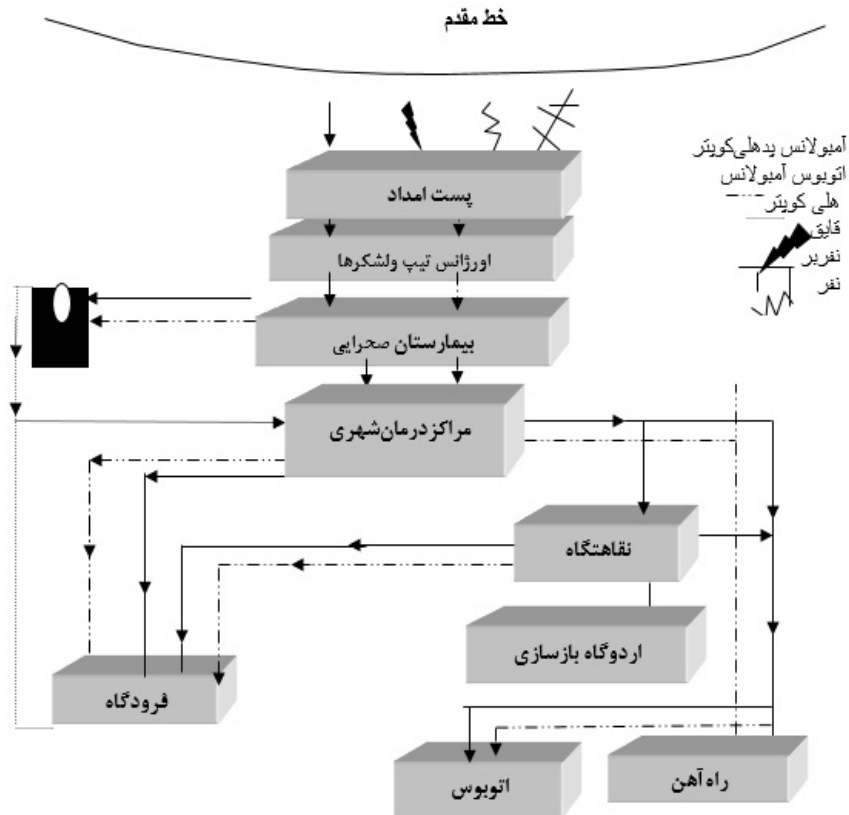 خط مقدم
آمبولانس پدهلی‌کوپتر
اتوبوس آمبولانس
هلی کوپتر
قایق
نفربر
نفر
پست امداد
اورژانس تیپ ولشکرها
بیمارستان صحرایی
مراکزدرمان‌شهری
نقاهتگاه
اردوگاه بازسازی
فرودگاه
اتوبوس
راه‌آهن